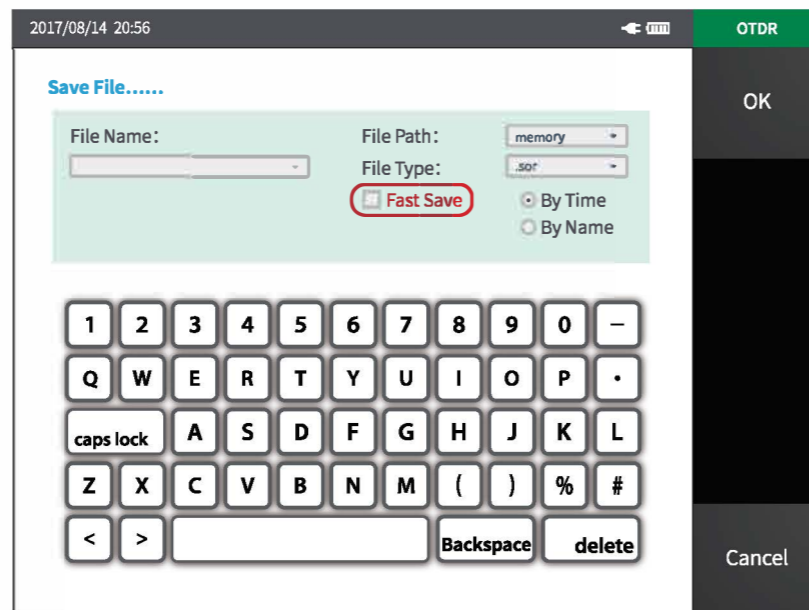 2017/08/14 20:56
OTDR
OK
Save File......
File Name:
File Path:
memory
File Type:
.sor
Fast Save
By Time
By Name
1 2 3 4 5 6 7 8 9 0 —
Q W E R T Y U I O P ·
caps lock A S D F G H J K L
Z X C V B N M ( ) % #
< > Backspace delete
Cancel